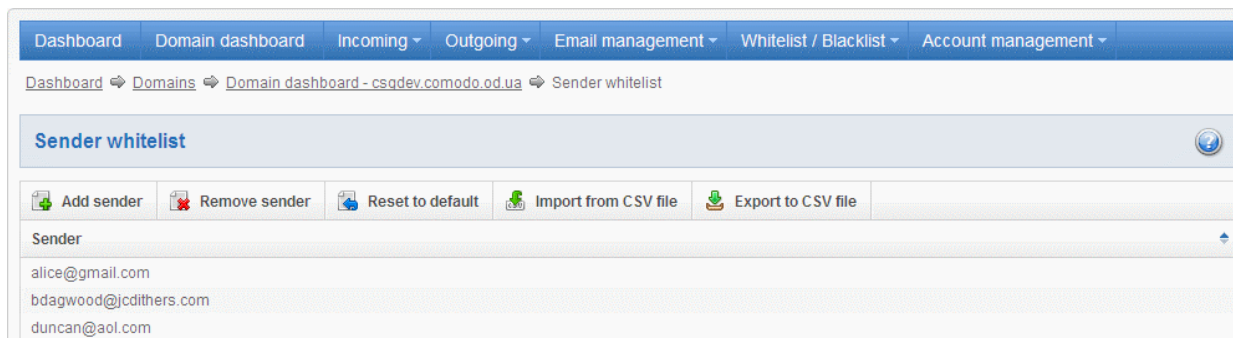 Dashboard Domain dashboard Incoming Outgoing Email management Whitelist / Blacklist Account management
Dashboard Domains Domain dashboard - csgdev.comodo.od.ua Sender whitelist
Sender whitelist
Add sender Remove sender Reset to default Import from CSV file Export to CSV file
Sender
alice@gmail.com
bdagwood@jcdithers.com
duncan@aol.com